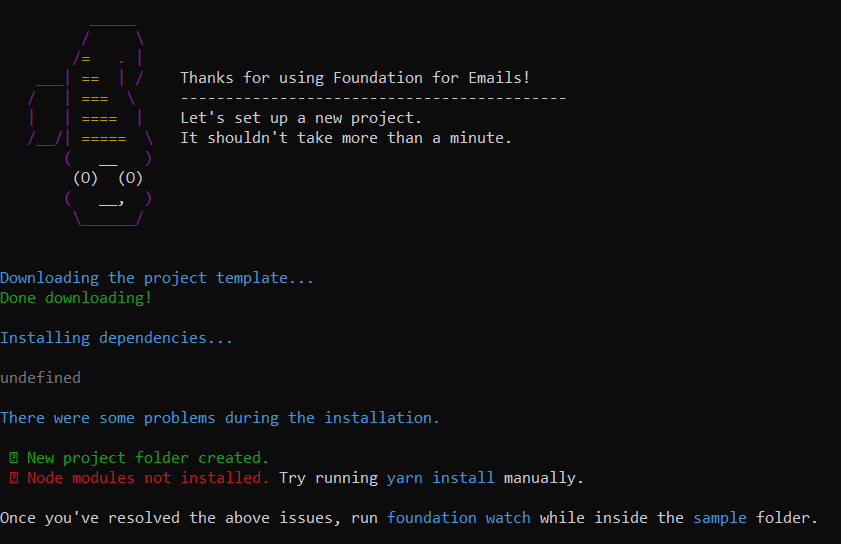 Thanks for using Foundation for Emails!
-------------------------------------------
Let's set up a new project.
It shouldn't take more than a minute.
Downloading the project template...
Done downloading!
Installing dependencies...
undefined
There were some problems during the installation.
New project folder created.
Node modules not installed. Try running yarn install manually.
Once you've resolved the above issues, run foundation watch while inside the sample folder.